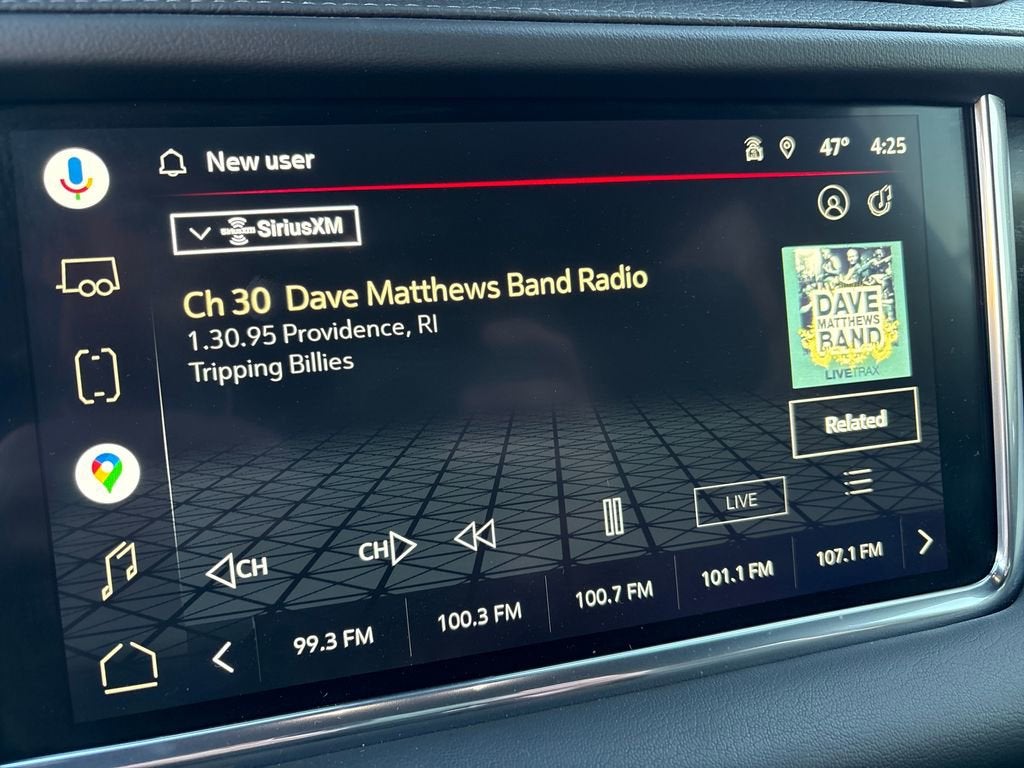 New user
47° 4:25
SiriusXM
Ch 30 Dave Matthews Band Radio
1.30.95 Providence, RI
Tripping Billies
DAVE
MATTHEWS
BAND
LIVETRAX
Related
CH
CH
LIVE
99.3 FM
100.3 FM
100.7 FM
101.1 FM
107.1 FM